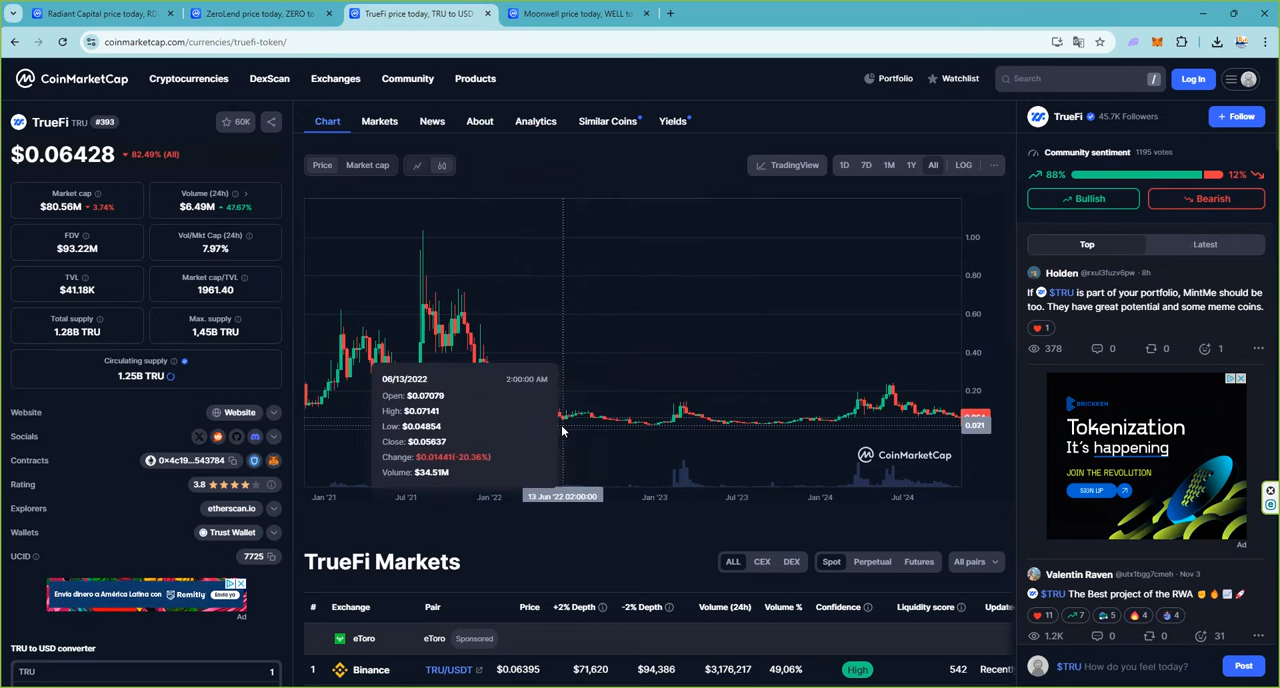 Radiant Capital price today, RD
ZeroLend price today, ZERO to
TrueFi price today, TRU to USD
Moonwell price today, WELL to
coinmarketcap.com/currencies/truefi-token/
CoinMarketCap
Cryptocurrencies
DexScan
Exchanges
Community
Products
Portfolio
Watchlist
Search
/
Log In
TrueFi TRU #393
60K
$0.06428 82.49% (All)
Market cap
$80.56M 3.74%
Volume (24h)
$6.49M 47.67%
FDV
$93.22M
Vol/Mkt Cap (24h)
7.97%
TVL
$41.18K
Market cap/TVL
1961.40
Total supply
1.28B TRU
Max. supply
1,45B TRU
Circulating supply
1.25B TRU
Website
Website
Socials
Contracts
0x4c19...543784
Rating
3.8
Explorers
etherscan.io
Wallets
Trust Wallet
UCID
7725
Envía dinero a América Latina con Remitly Envía ya
Ad
TRU to USD converter
TRU
1
Chart
Markets
News
About
Analytics
Similar Coins
Yields
Price
Market cap
TradingView
1D
7D
1M
1Y
All
LOG
1.00
0.80
0.60
0.40
0.20
0.021
06/13/2022 2:00:00 AM
Open: $0.07079
High: $0.07141
Low: $0.04854
Close: $0.05637
Change: $0.01441(-20.36%)
Volume: $34.51M
CoinMarketCap
Jan '21
Jul '21
Jan '22
13 Jun '22 02:00:00
Jan '23
Jul '23
Jan '24
Jul '24
TrueFi Markets
ALL
CEX
DEX
Spot
Perpetual
Futures
All pairs
# Exchange Pair Price +2% Depth -2% Depth Volume (24h) Volume % Confidence Liquidity score Update
eToro eToro Sponsored
1 Binance TRU/USDT $0.06395 $71,620 $94,386 $3,176,217 49,06% High 542 Recent
TrueFi 45.7K Followers
+ Follow
Community sentiment 1195 votes
88%
12%
Bullish
Bearish
Top
Latest
Holden @rxul3fuzv6pw · 8h
If $TRU is part of your portfolio, MintMe should be
too. They have great potential and some meme coins.
1
378
0
0
1
BRICKKEN
Tokenization
It's happening
JOIN THE REVOLUTION
SIGN UP
Ad
Valentin Raven @utx1bgg7cmeh · Nov 3
$TRU The Best project of the RWA
11
7
5
4
4
1.2K
0
0
31
$TRU How do you feel today?
Post